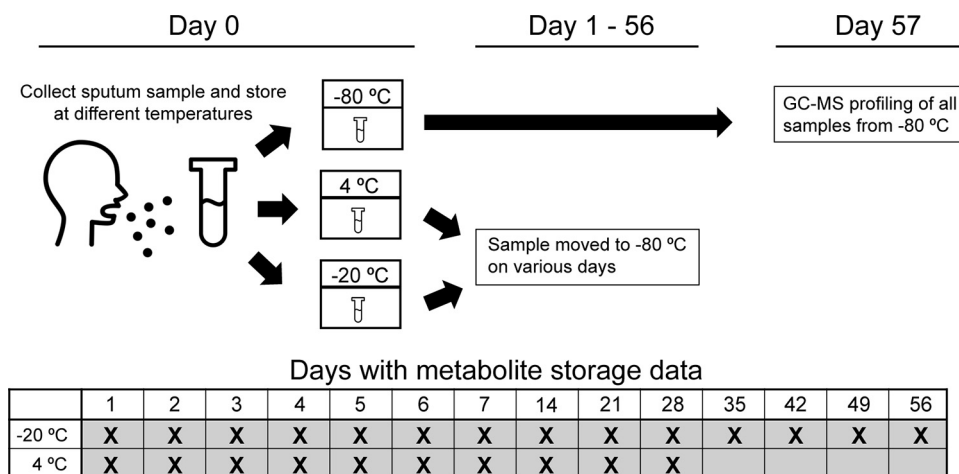 Day 0
Day 1 - 56
Day 57
Collect sputum sample and store
at different temperatures
-80 ºC
4 ºC
-20 ºC
Sample moved to -80 ºC
on various days
GC-MS profiling of all
samples from -80 ºC
Days with metabolite storage data
1 2 3 4 5 6 7 14 21 28 35 42 49 56
-20 ºC X X X X X X X X X X X X X X
4 ºC X X X X X X X X X X